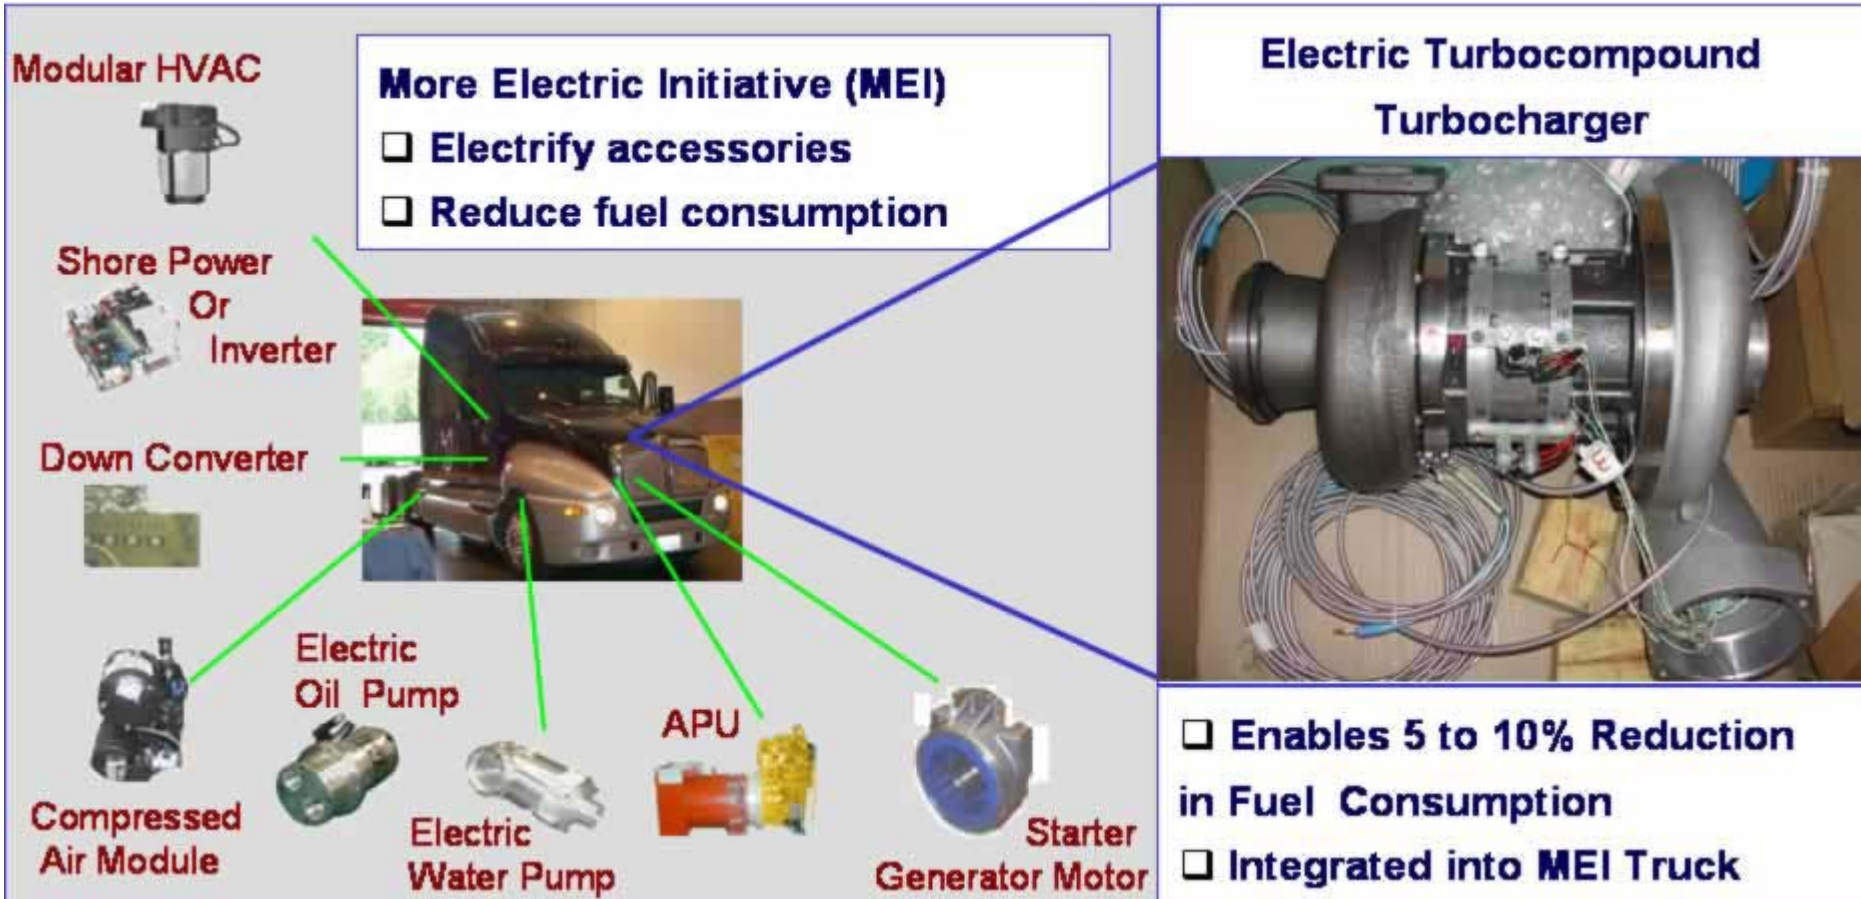 Modular HVAC
More Electric Initiative (MEI)
❑ Electrify accessories
❑ Reduce fuel consumption
Shore Power
Or
Inverter
Down Converter
Compressed
Air Module
Electric
Oil Pump
Electric
Water Pump
APU
Starter
Generator Motor
Electric Turbocompound
Turbocharger
❑ Enables 5 to 10% Reduction
in Fuel Consumption
❑ Integrated into MEI Truck